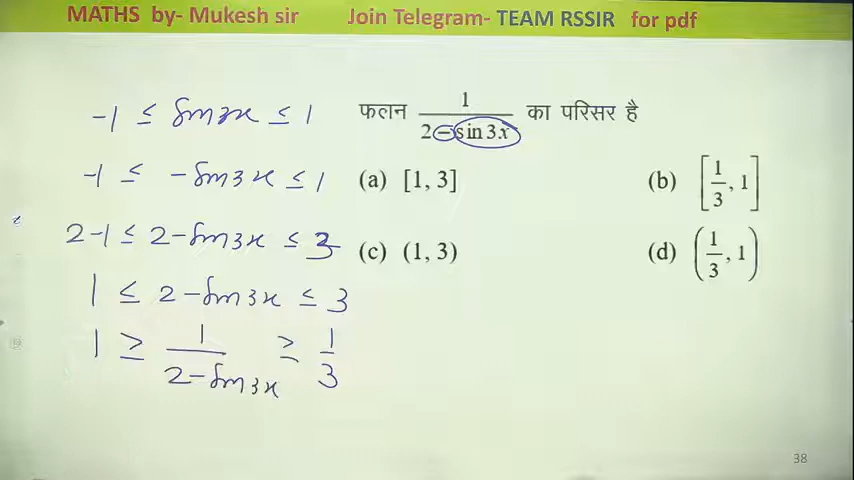 MATHS by- Mukesh sir Join Telegram- TEAM RSSIR for pdf
फलन 1/(2 − sin 3x) का परिसर है
(a) [1, 3] (b) [1/3, 1]
(c) (1, 3) (d) (1/3, 1)
-1 ≤ sin3x ≤ 1
-1 ≤ -sin3x ≤ 1
2-1 ≤ 2-sin3x ≤ 3
1 ≤ 2-sin3x ≤ 3
1 ≥ 1/(2-sin3x) ≥ 1/3
38